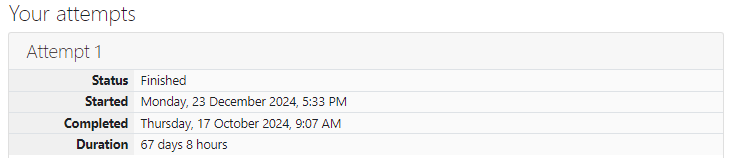 Your attempts
Attempt 1
Status Finished
Started Monday, 23 December 2024, 5:33 PM
Completed Thursday, 17 October 2024, 9:07 AM
Duration 67 days 8 hours